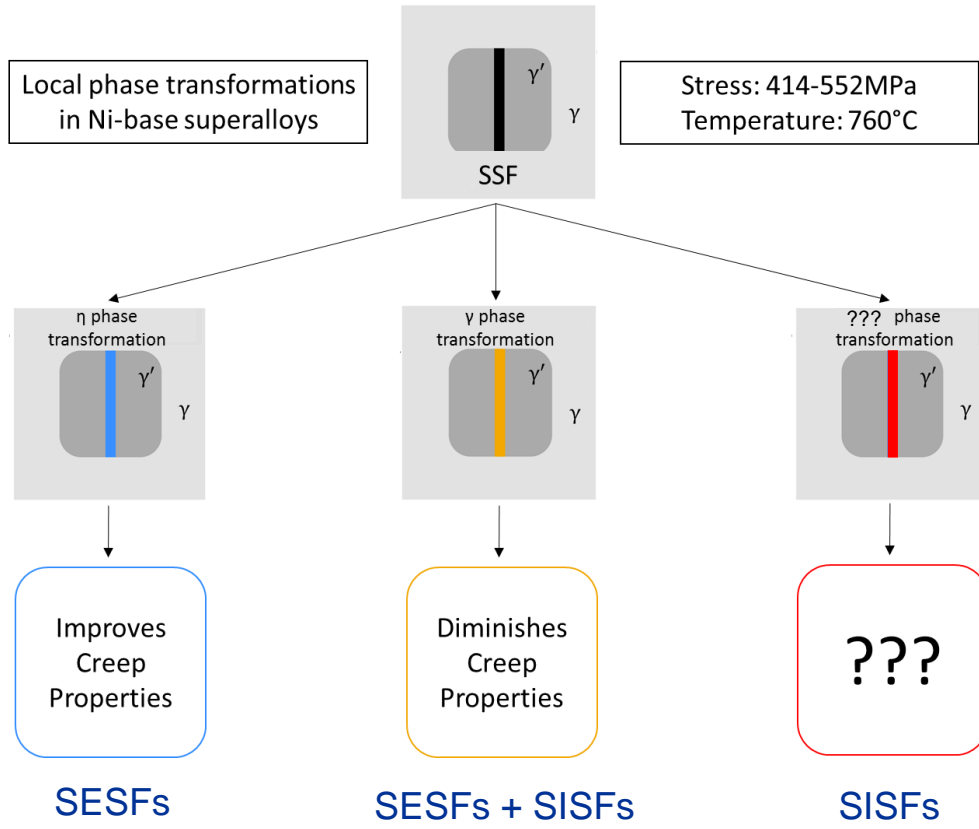 Local phase transformations
in Ni-base superalloys
γ’
γ
SSF
Stress: 414-552MPa
Temperature: 760°C
η phase
transformation
γ’
γ
γ phase
transformation
γ’
γ
??? phase
transformation
γ’
γ
Improves
Creep
Properties
Diminishes
Creep
Properties
???
SESFs
SESFs + SISFs
SISFs